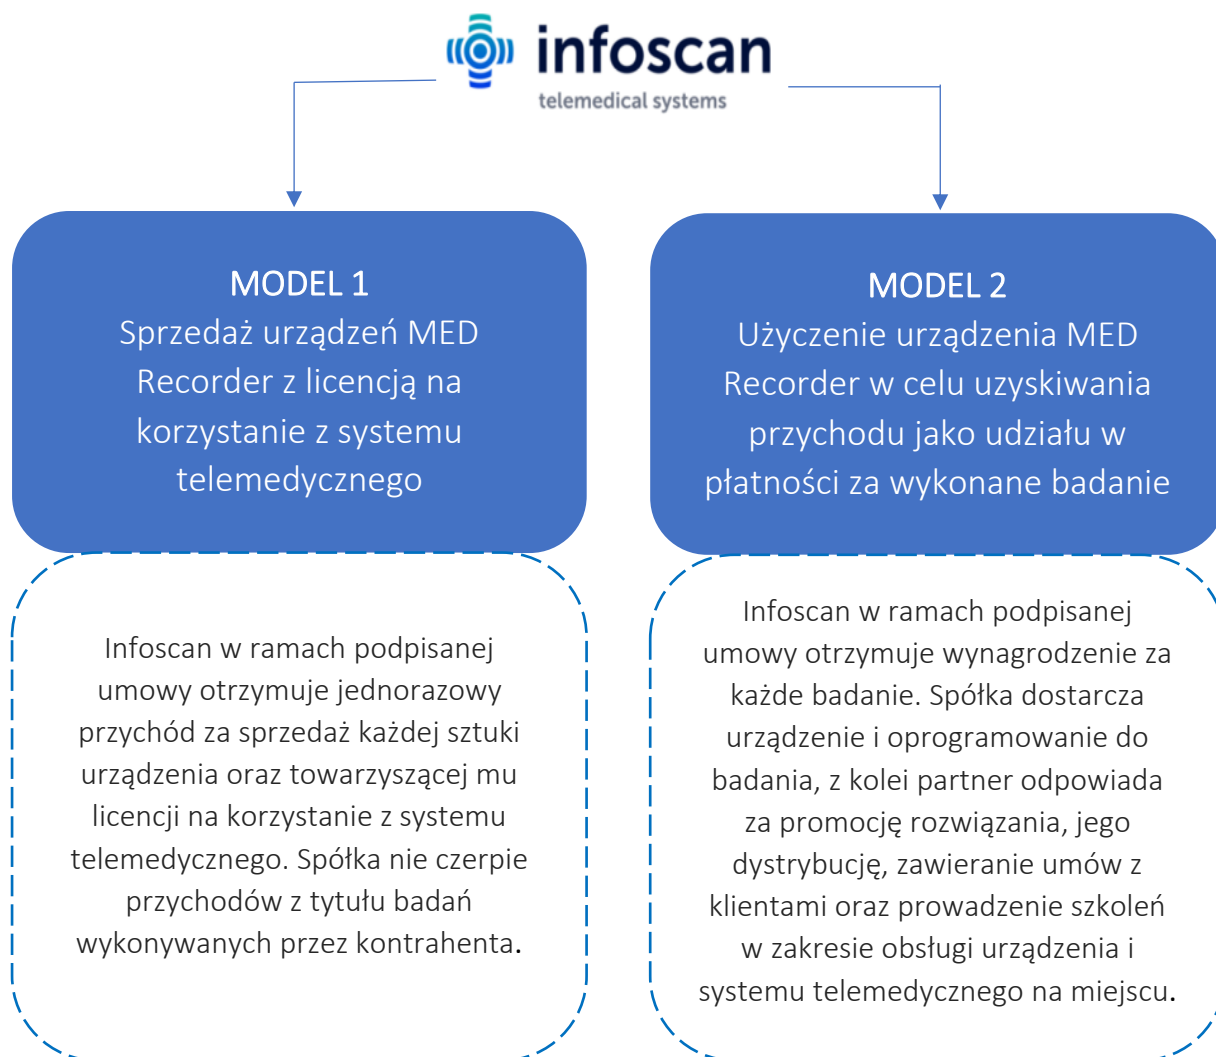 infoscan
telemedical systems
MODEL 1
Sprzedaż urządzeń MED
Recorder z licencją na
korzystanie z systemu
telemedycznego
Infoscan w ramach podpisanej
umowy otrzymuje jednorazowy
przychód za sprzedaż każdej sztuki
urządzenia oraz towarzyszącej mu
licencji na korzystanie z systemu
telemedycznego. Spółka nie czerpie
przychodów z tytułu badań
wykonywanych przez kontrahenta.
MODEL 2
Użyczenie urządzenia MED
Recorder w celu uzyskiwania
przychodu jako udziału w
płatności za wykonane badanie
Infoscan w ramach podpisanej
umowy otrzymuje wynagrodzenie za
każde badanie. Spółka dostarcza
urządzenie i oprogramowanie do
badania, z kolei partner odpowiada
za promocję rozwiązania, jego
dystrybucję, zawieranie umów z
klientami oraz prowadzenie szkoleń
w zakresie obsługi urządzenia i
systemu telemedycznego na miejscu.